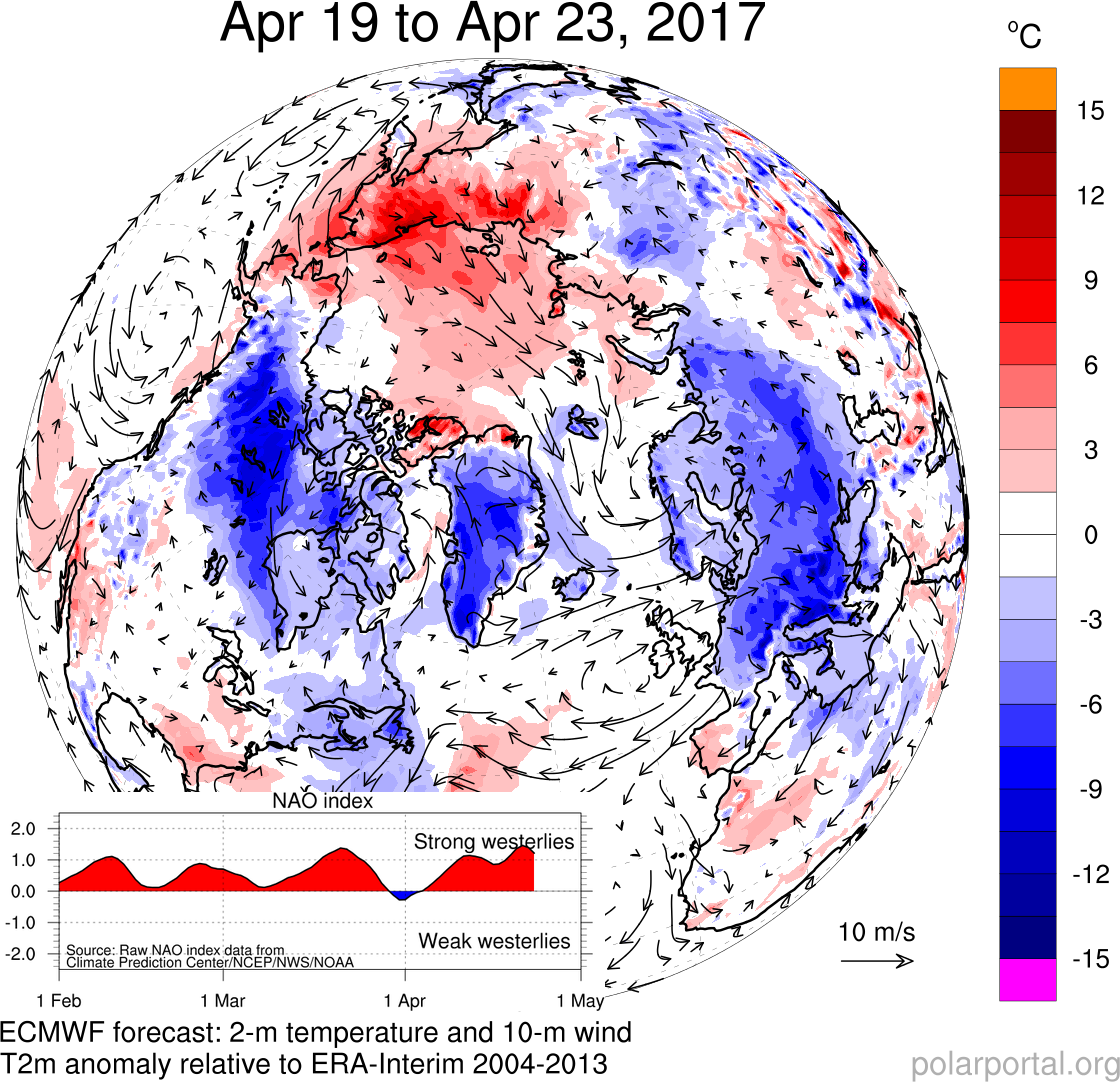 Apr 19 to Apr 23, 2017
°C
15
12
9
6
3
0
-3
-6
-9
-12
-15
10 m/s
NAO index
2.0
1.0
0.0
-1.0
-2.0
Strong westerlies
Weak westerlies
Source: Raw NAO index data from
Climate Prediction Center/NCEP/NWS/NOAA
1 Feb 1 Mar 1 Apr 1 May
ECMWF forecast: 2-m temperature and 10-m wind
T2m anomaly relative to ERA-Interim 2004-2013
polarportal.org